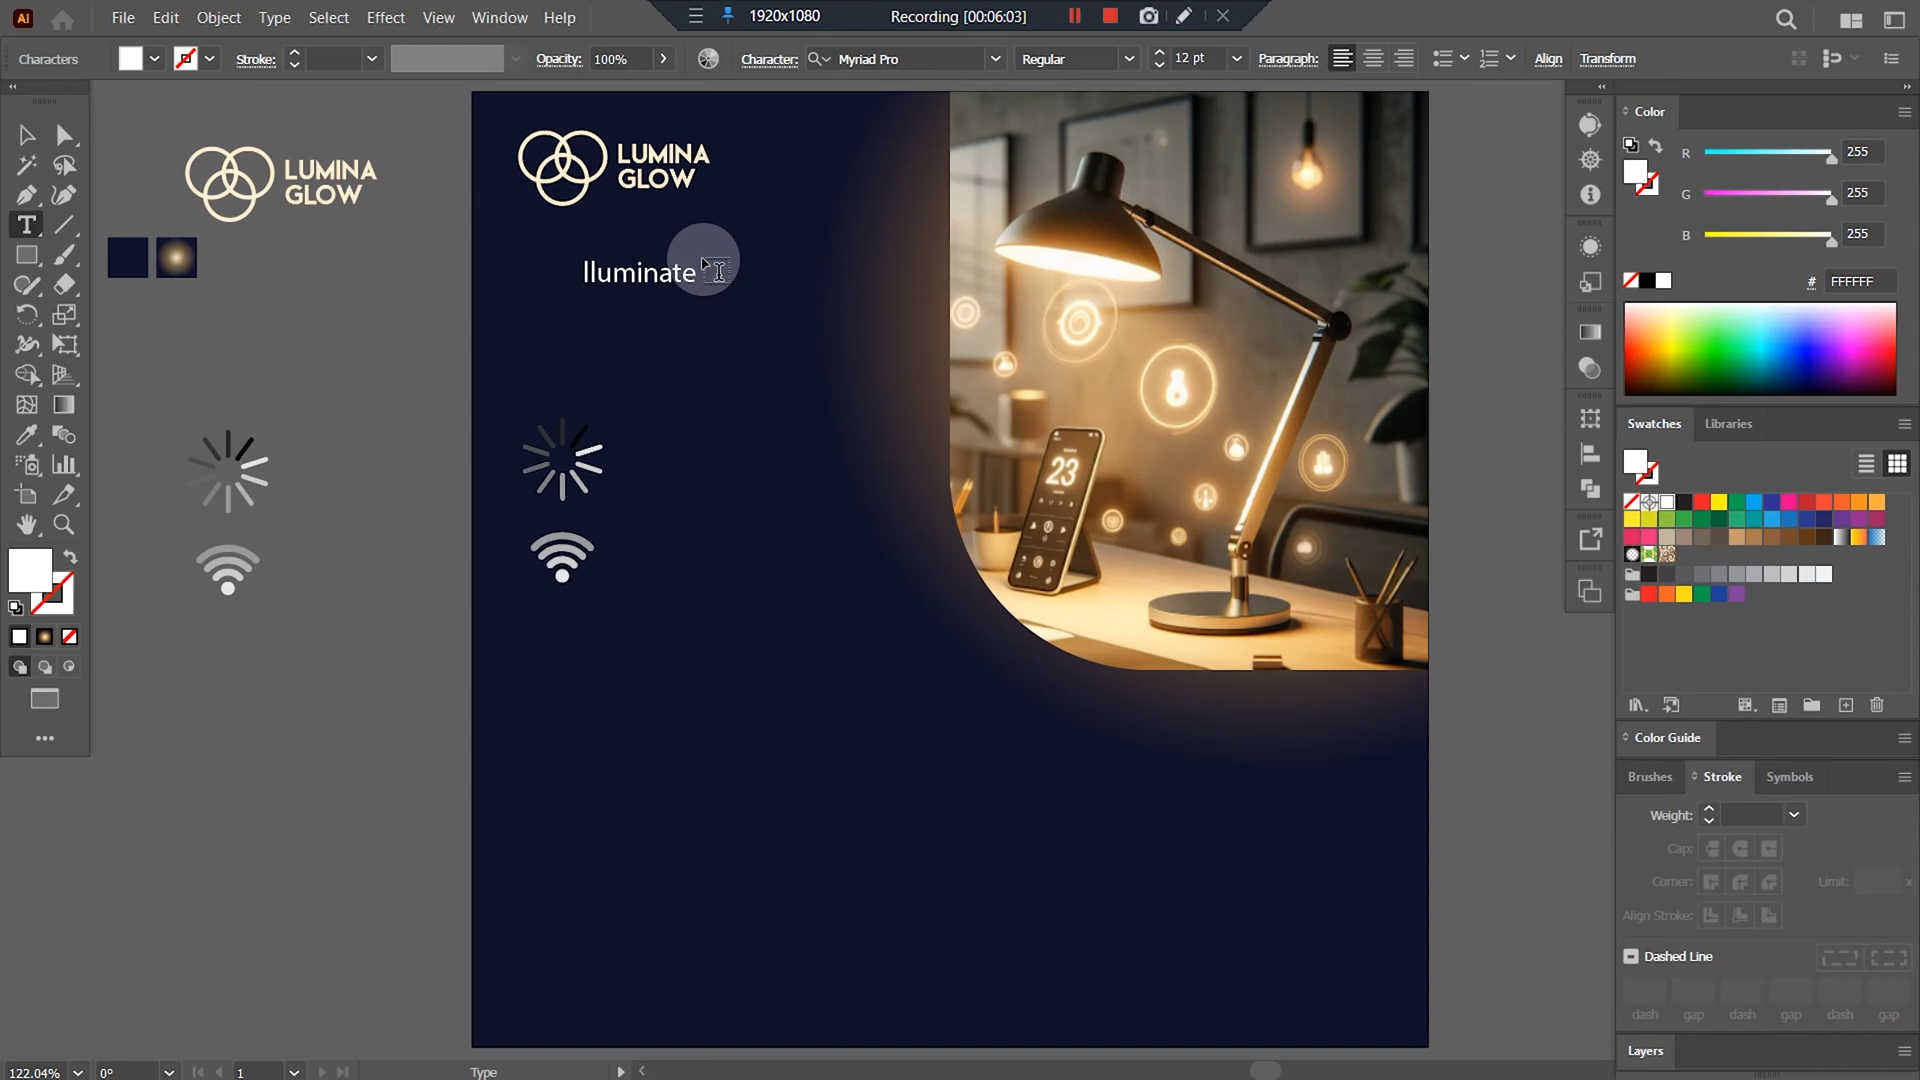 File Edit Object Type Select Effect View Window Help
1920x1080 Recording [00:06:03]
Characters Stroke: Opacity: 100% Character: Myriad Pro Regular 12 pt Paragraph: Align Transform
LUMINA
GLOW
LUMINA
GLOW
lluminate
23
Color
R 255
G 255
B 255
# FFFFFF
Swatches Libraries
Color Guide
Brushes Stroke Symbols
Weight:
Cap:
Corner: Limit: x
Align Stroke:
Dashed Line
dash gap dash gap dash gap
Layers
122.04% 0° 1 Type